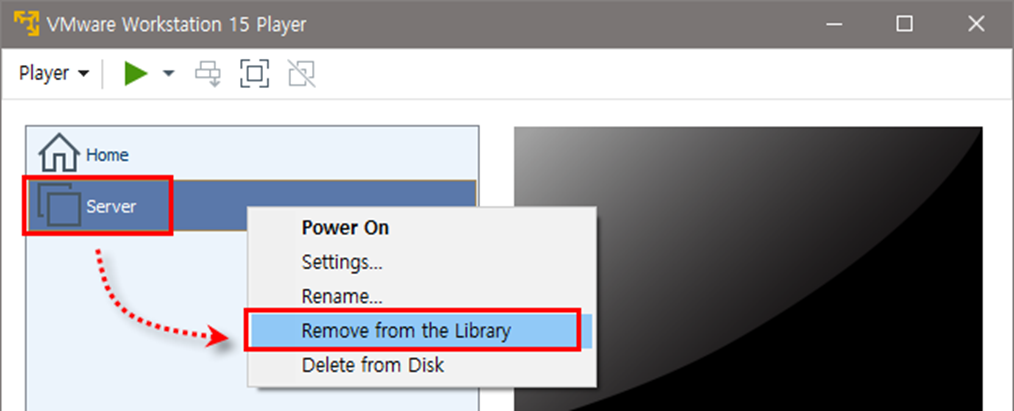 VMware Workstation 15 Player
Player
Home
Server
Power On
Settings...
Rename...
Remove from the Library
Delete from Disk